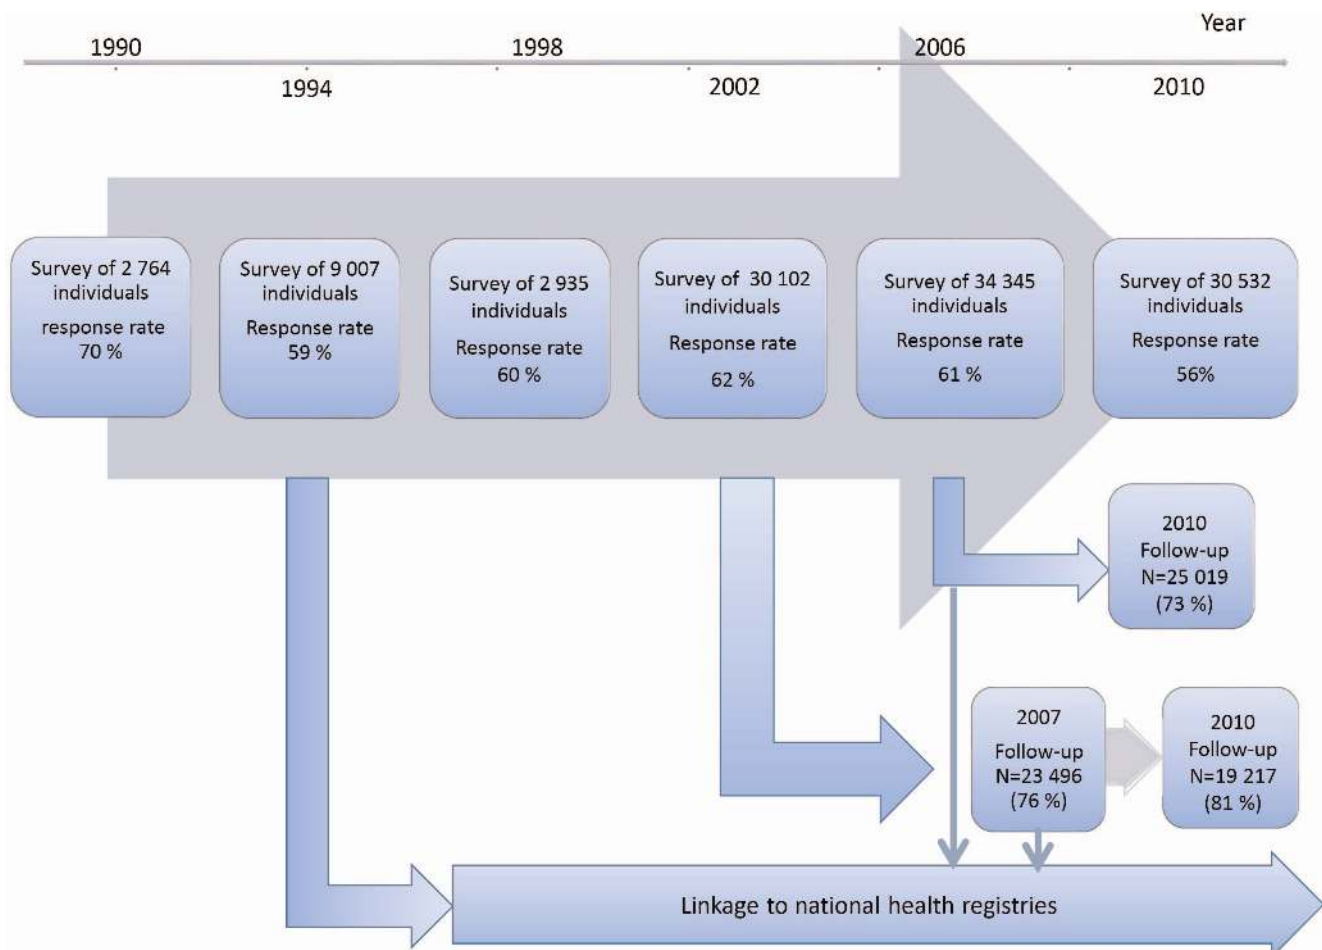 Year
1990
1998
2006
1994
2002
2010
Survey of 2 764
individuals
response rate
70 %
Survey of 9 007
individuals
Response rate
59 %
Survey of 2 935
individuals
Response rate
60 %
Survey of 30 102
individuals
Response rate
62 %
Survey of 34 345
individuals
Response rate
61 %
Survey of 30 532
individuals
Response rate
56%
2010
Follow-up
N=25 019
(73 %)
2007
Follow-up
N=23 496
(76 %)
2010
Follow-up
N=19 217
(81 %)
Linkage to national health registries